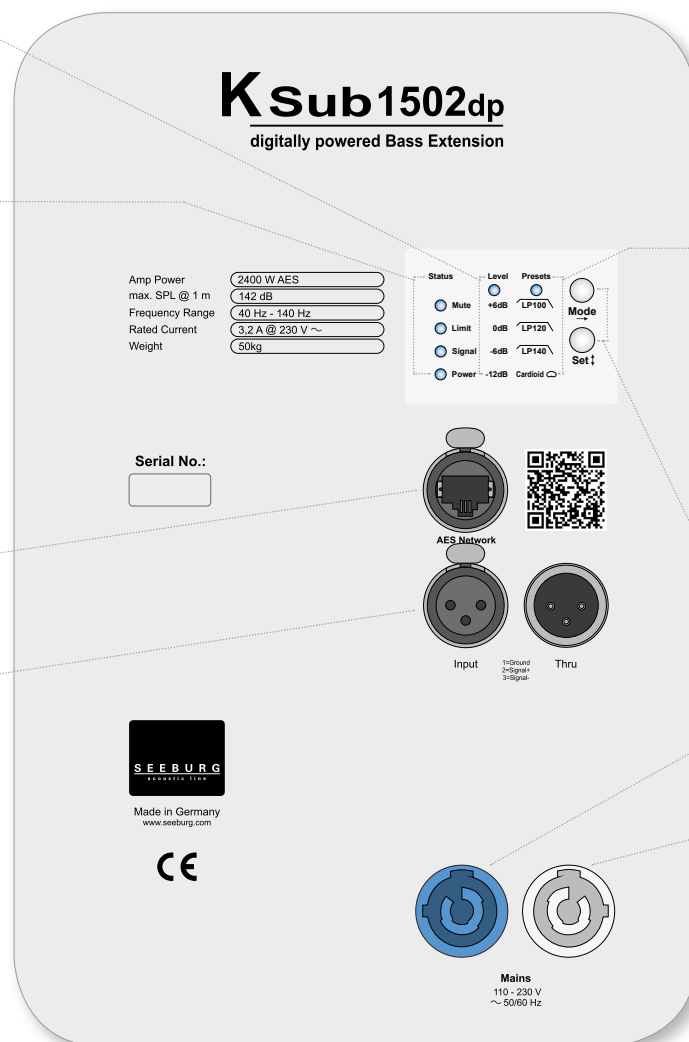 K Sub1502dp
digitally powered Bass Extension
Amp Power 2400 W AES
max. SPL @ 1 m 142 dB
Frequency Range 40 Hz - 140 Hz
Rated Current 3,2 A @ 230 V ～
Weight 50kg
Status Level Presets
Mute +6dB LP100
Limit 0dB LP120
Signal -6dB LP140
Power -12dB Cardioid
Mode
→
Set ↕
Serial No.:
AES Network
Input
1=Ground
2=Signal+
3=Signal-
Thru
SEEBURG
acoustic line
Made in Germany
www.seeburg.com
CE
Mains
110 - 230 V
～ 50/60 Hz